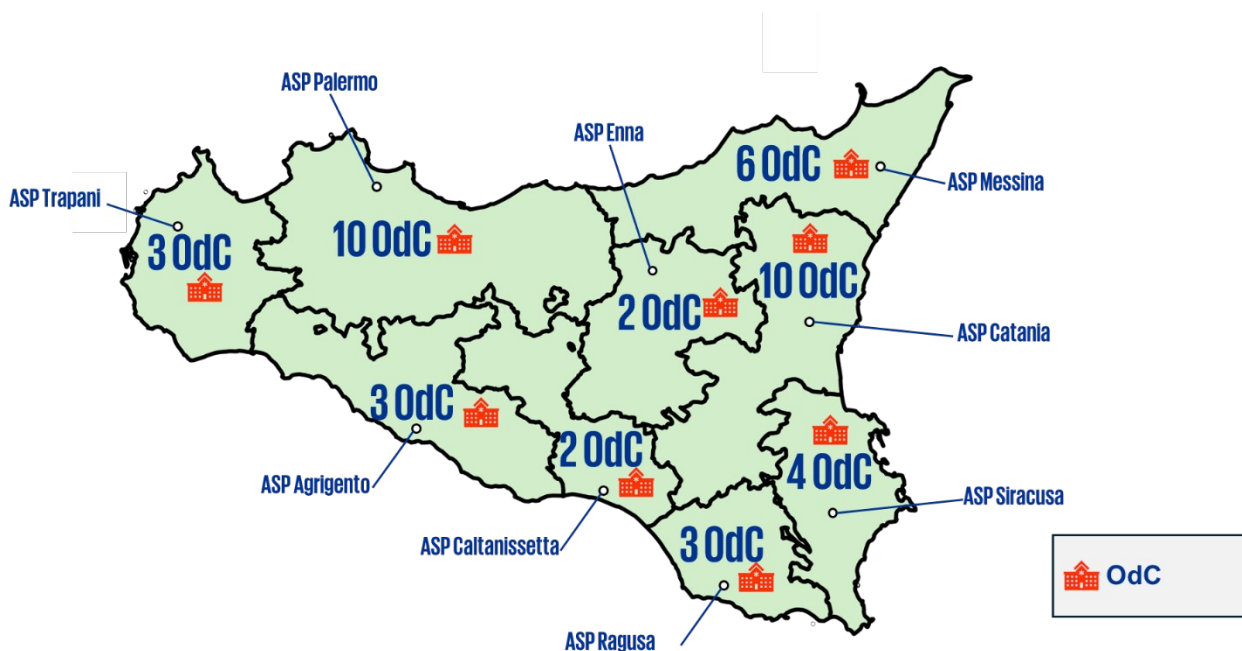 ASP Palermo
ASP Enna
6 OdC
ASP Messina
ASP Trapani
3 OdC
10 OdC
10 OdC
2 OdC
ASP Catania
3 OdC
2 OdC
4 OdC
ASP Agrigento
ASP Siracusa
ASP Caltanissetta
3 OdC
OdC
ASP Ragusa